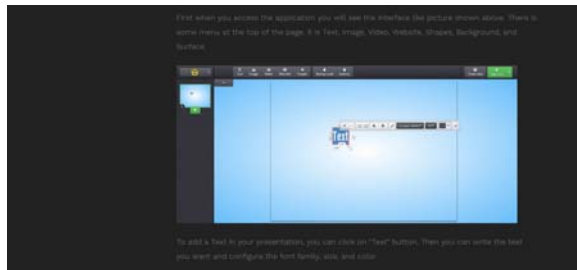 First when you access the application you will see the interface like picture shown above. There is
some menu at the top of the page, it is Text, Image, Video, Website, Shapes, Background, and
Surface
Text
To add a Text in your presentation, you can click on "Text" button. Then you can write the text
you want and configure the font family, size, and color